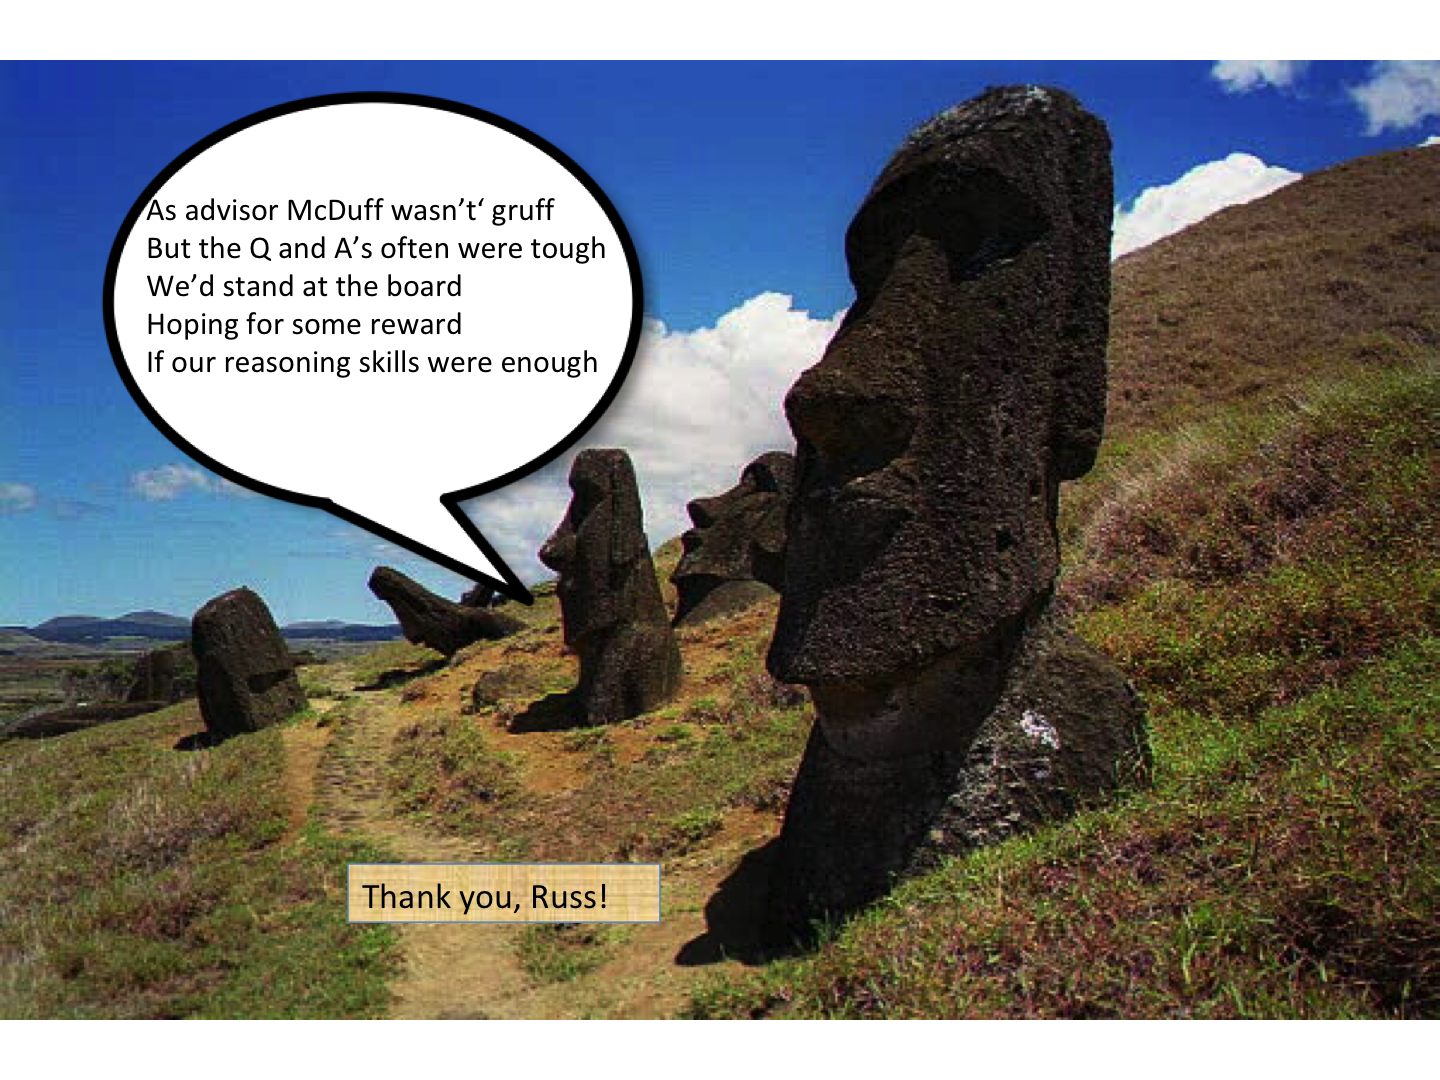 As advisor McDuff wasn’t‘ gruff
But the Q and A’s often were tough
We’d stand at the board
Hoping for some reward
If our reasoning skills were enough
Thank you, Russ!